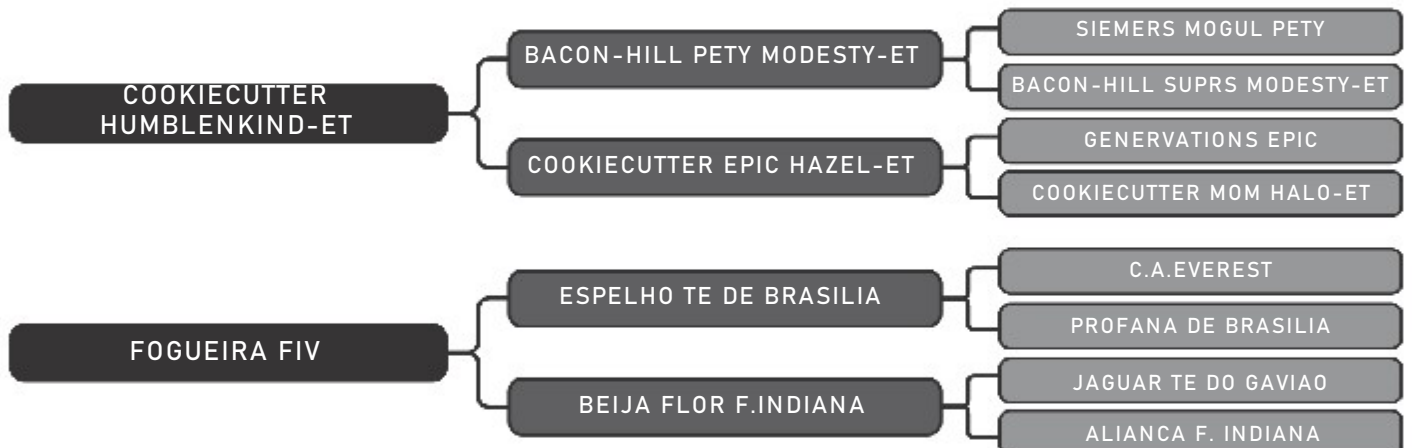 COOKIECUTTER
HUMBLENKIND-ET
BACON-HILL PETY MODESTY-ET
SIEMERS MOGUL PETY
BACON-HILL SUPRS MODESTY-ET
COOKIECUTTER EPIC HAZEL-ET
GENERVATIONS EPIC
COOKIECUTTER MOM HALO-ET
FOGUEIRA FIV
ESPELHO TE DE BRASILIA
C.A.EVEREST
PROFANA DE BRASILIA
BEIJA FLOR F.INDIANA
JAGUAR TE DO GAVIAO
ALIANCA F. INDIANA